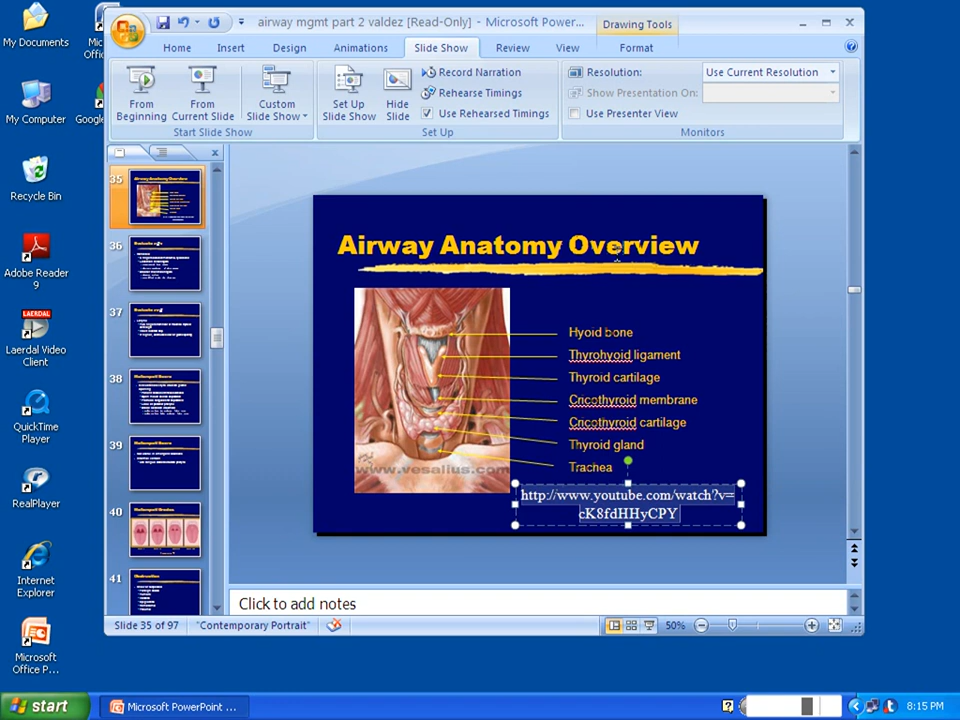 airway mgmt part 2 valdez [Read-Only] - Microsoft Power...
Drawing Tools
Home
Insert
Design
Animations
Slide Show
Review
View
Format
From Beginning
From Current Slide
Custom Slide Show
Start Slide Show
Set Up Slide Show
Hide Slide
Record Narration
Rehearse Timings
Use Rehearsed Timings
Set Up
Resolution:
Use Current Resolution
Show Presentation On:
Use Presenter View
Monitors
My Documents
My Computer
Recycle Bin
Adobe Reader
9
LAERDAL
Laerdal Video
Client
QuickTime
Player
RealPlayer
Internet
Explorer
Microsoft
Office P...
35
Airway Anatomy Overview
36
37
38
39
40
41
Airway Anatomy Overview
Hyoid bone
Thyrohyoid ligament
Thyroid cartilage
Cricothyroid membrane
Cricothyroid cartilage
Thyroid gland
Trachea
www.vesalius.com
http://www.youtube.com/watch?v=
cK8fdHHyCPY
Click to add notes
Slide 35 of 97
"Contemporary Portrait"
50%
start
Microsoft PowerPoint ...
8:15 PM